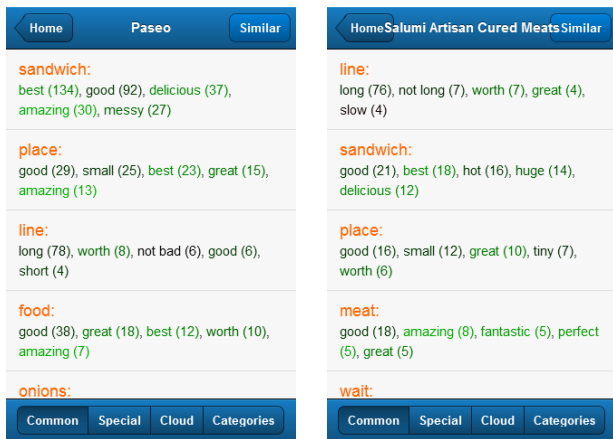 Home Paseo Similar
sandwich:
best (134), good (92), delicious (37),
amazing (30), messy (27)
place:
good (29), small (25), best (23), great (15),
amazing (13)
line:
long (78), worth (8), not bad (6), good (6),
short (4)
food:
good (38), great (18), best (12), worth (10),
amazing (7)
onions:
Common Special Cloud Categories
Home Salumi Artisan Cured Meats Similar
line:
long (76), not long (7), worth (7), great (4),
slow (4)
sandwich:
good (21), best (18), hot (16), huge (14),
delicious (12)
place:
good (16), small (12), great (10), tiny (7),
worth (6)
meat:
good (18), amazing (8), fantastic (5), perfect
(5), great (5)
wait:
Common Special Cloud Categories